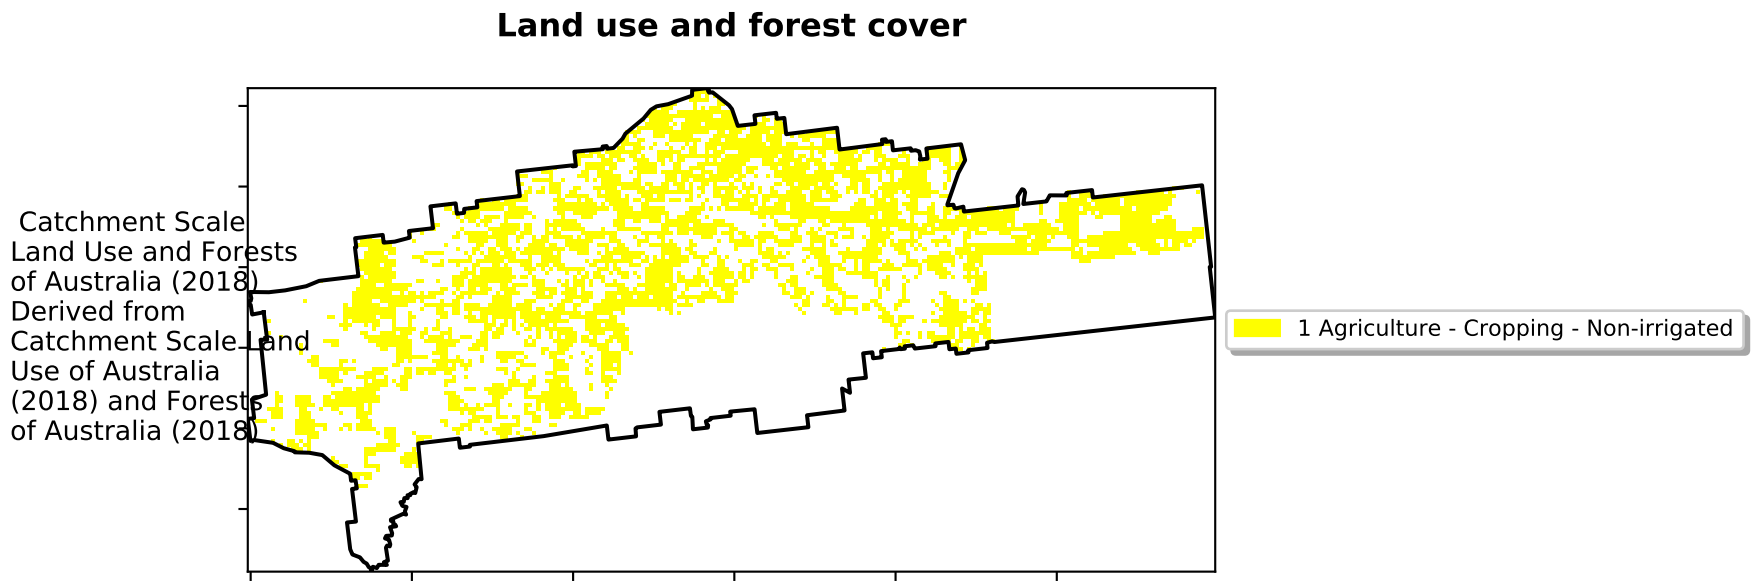 Land use and forest cover
Catchment Scale
Land Use and Forests
of Australia (2018)
Derived from
Catchment Scale Land
Use of Australia
(2018) and Forests
of Australia (2018)
1 Agriculture - Cropping - Non-irrigated